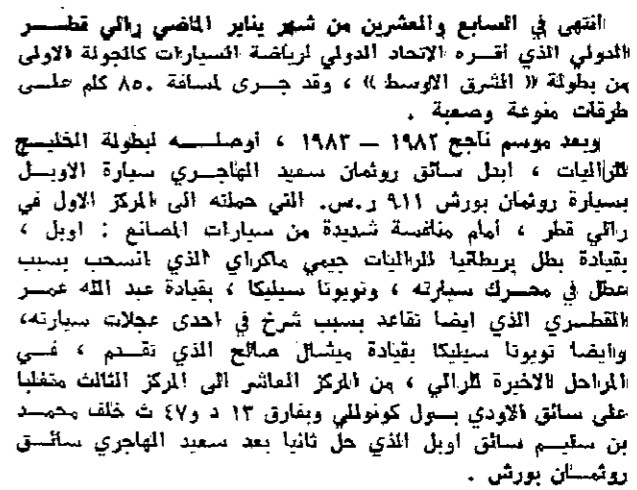 انتهى في السابع والعشرين من شهر يناير الماضي رالي قطر
الدولي الذي أقره الاتحاد الدولي لرياضة السيارات كالجولة الاولى
من بطولة « الشرق الاوسط » ، وقد جرى لمسافة ٨٥٠ كلم على
طرقات منوعة وصعبة .
وبعد موسم ناجح ١٩٨٢ — ١٩٨٣ ، أوصله لبطولة الخليج
للراليات ، ابدل سائق روثمان سعيد الهاجري سيارة الاوبل
بسيارة روثمان بورش ٩١١ ر.س. التي حملته الى المركز الاول في
رالي قطر ، أمام منافسة شديدة من سيارات المصانع : اوبل ،
بقيادة بطل بريطانيا للراليات جيمي ماكراي الذي انسحب بسبب
عطل في محرك سيارته ، وتويوتا سيليكا ، بقيادة عبد الله عمر
القطري الذي ايضا تقاعد بسبب شرخ في احدى عجلات سيارته،
وايضا تويوتا سيليكا بقيادة ميشال صالح الذي تقدم ، في
المراحل الاخيرة للرالي ، من المركز العاشر الى المركز الثالث متغلبا
على سائق الاودي بول كونوللي وبفارق ١٣ د و٤٧ ث خلف محمد
بن سليم سائق اوبل الذي حل ثانيا بعد سعيد الهاجري سائق
روثمان بورش .